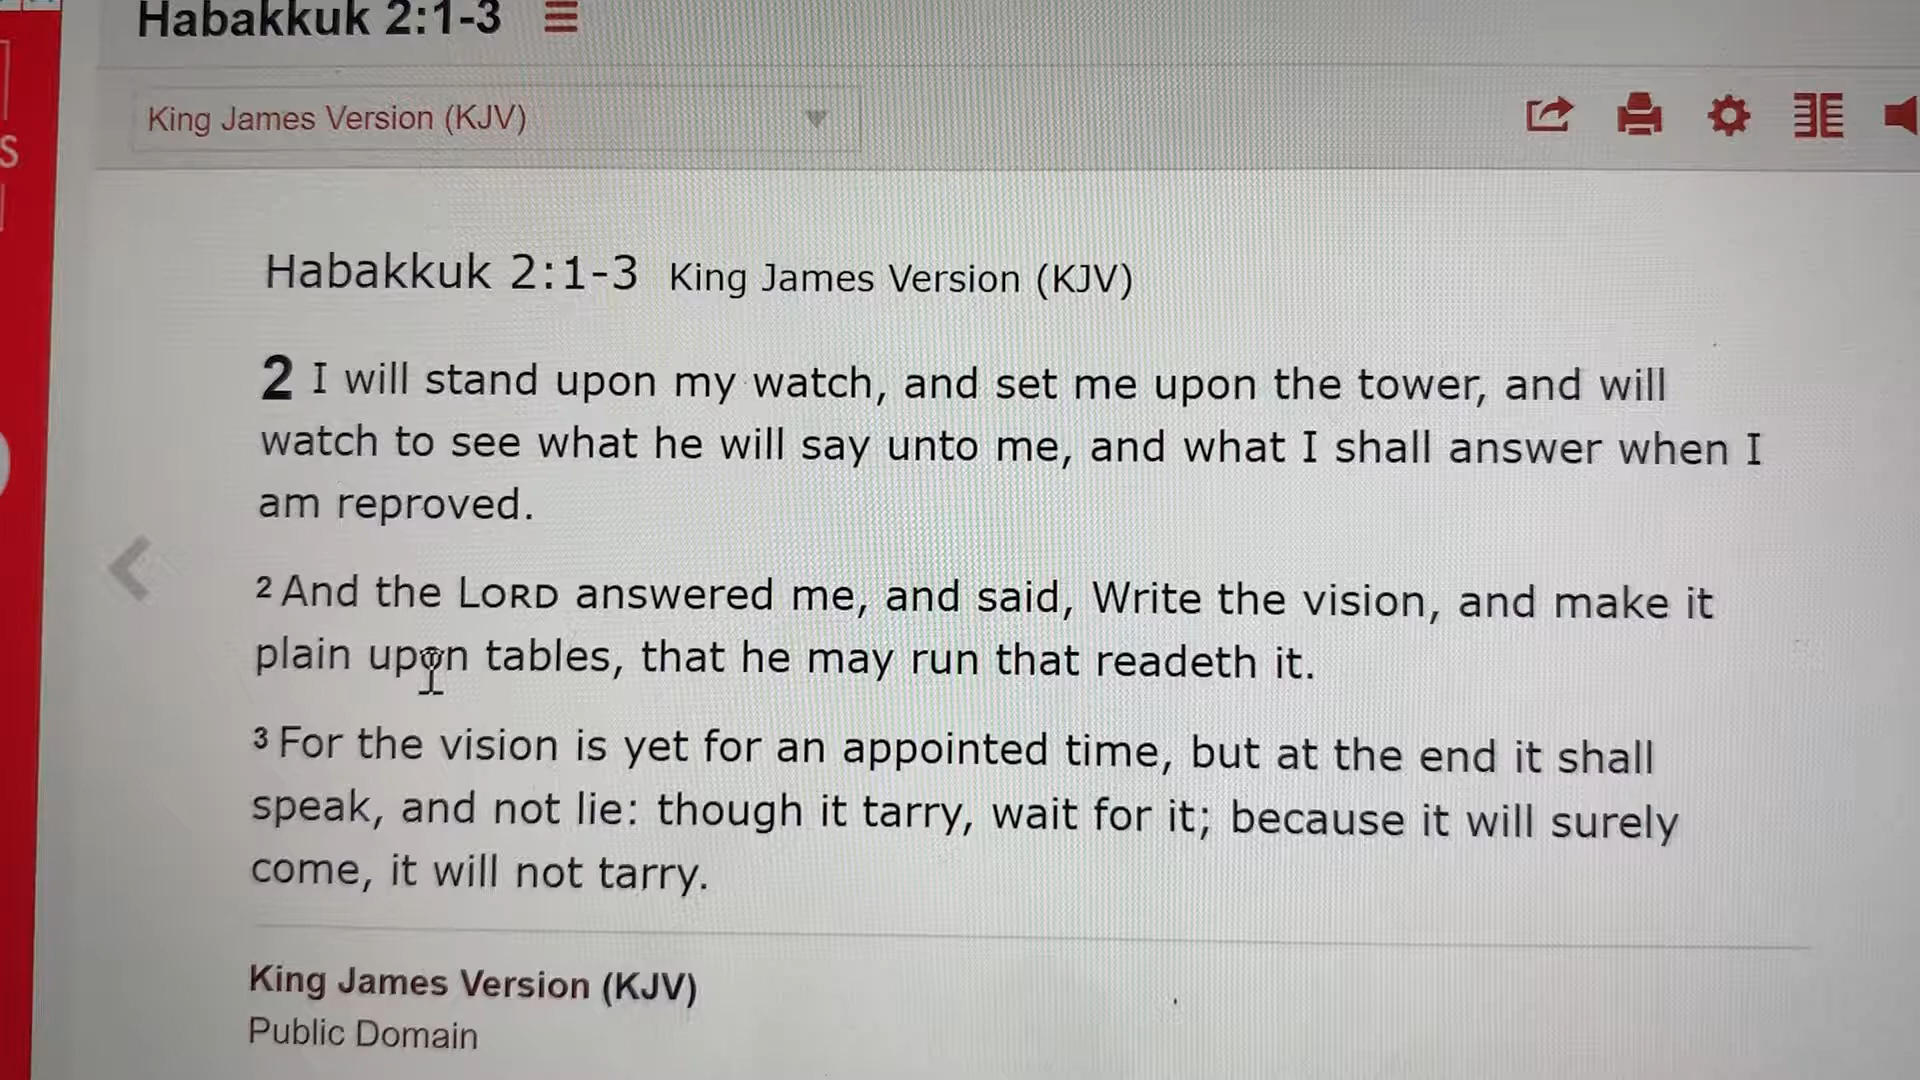 Habakkuk 2:1-3
King James Version (KJV)
S
Habakkuk 2:1-3 King James Version (KJV)
2 I will stand upon my watch, and set me upon the tower, and will
watch to see what he will say unto me, and what I shall answer when I
am reproved.
2 And the LORD answered me, and said, Write the vision, and make it
plain upon tables, that he may run that readeth it.
3 For the vision is yet for an appointed time, but at the end it shall
speak, and not lie: though it tarry, wait for it; because it will surely
come, it will not tarry.
King James Version (KJV)
Public Domain